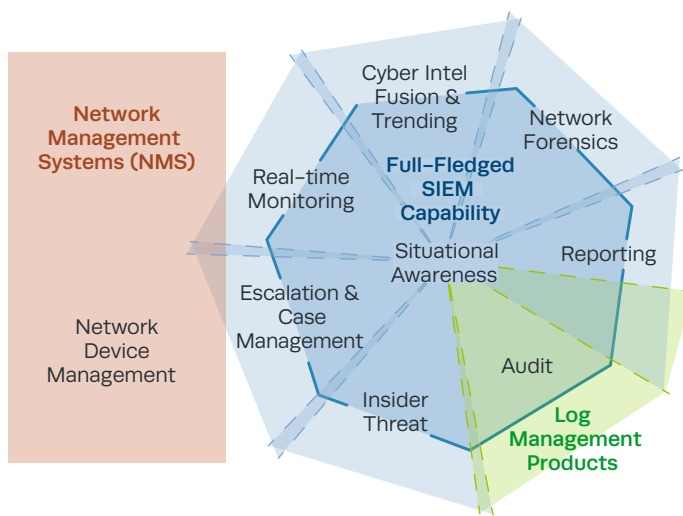 Network
Management
Systems (NMS)
Network
Device
Management
Cyber Intel
Fusion &
Trending
Network
Forensics
Full-Fledged
SIEM
Capability
Real-time
Monitoring
Situational
Awareness
Reporting
Escalation &
Case
Management
Audit
Insider
Threat
Log
Management
Products